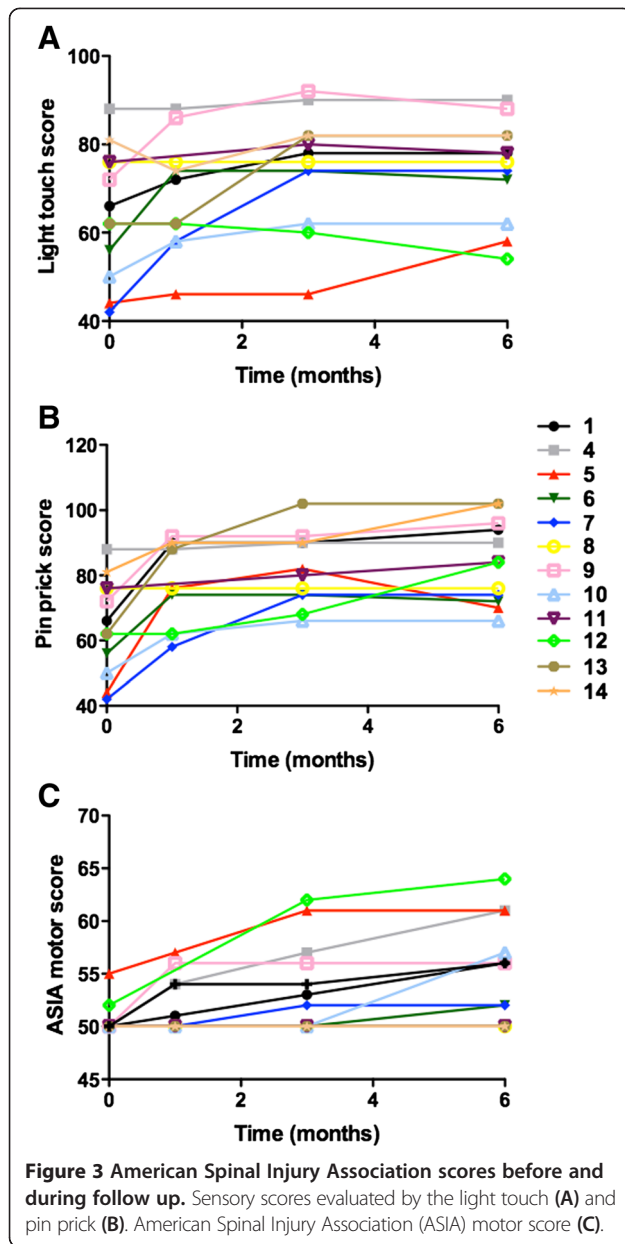 A
Light touch score
100
80
60
40
0 2 4 6
Time (months)
B
Pin prick score
120
100
80
60
40
0 2 4 6
Time (months)
1
4
5
6
7
8
9
10
11
12
13
14
C
ASIA motor score
70
65
60
55
50
45
0 2 4 6
Time (months)
Figure 3 American Spinal Injury Association scores before and
during follow up. Sensory scores evaluated by the light touch (A) and
pin prick (B). American Spinal Injury Association (ASIA) motor score (C).